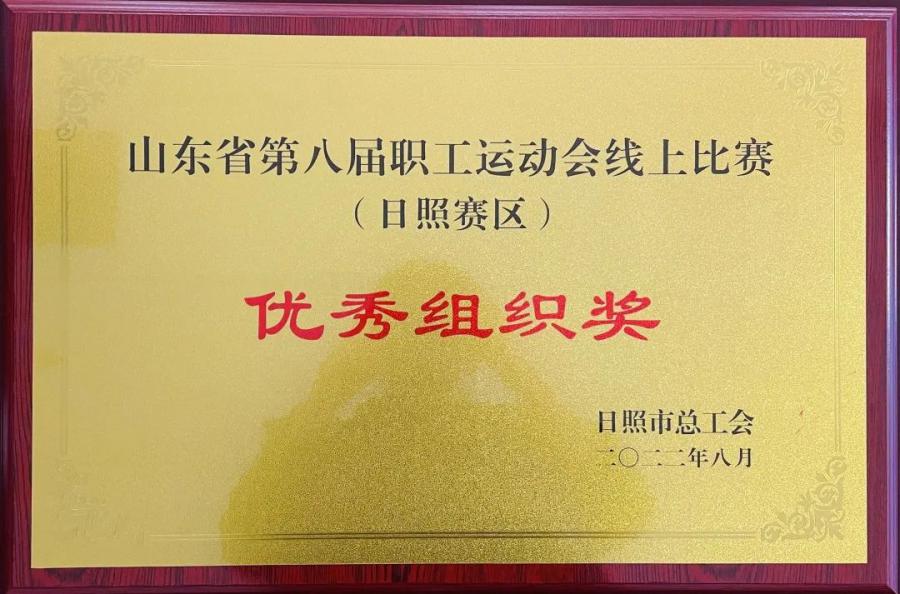 山东省第八届职工运动会线上比赛
（日照赛区）
优秀组织奖
日照市总工会
二〇二二年八月